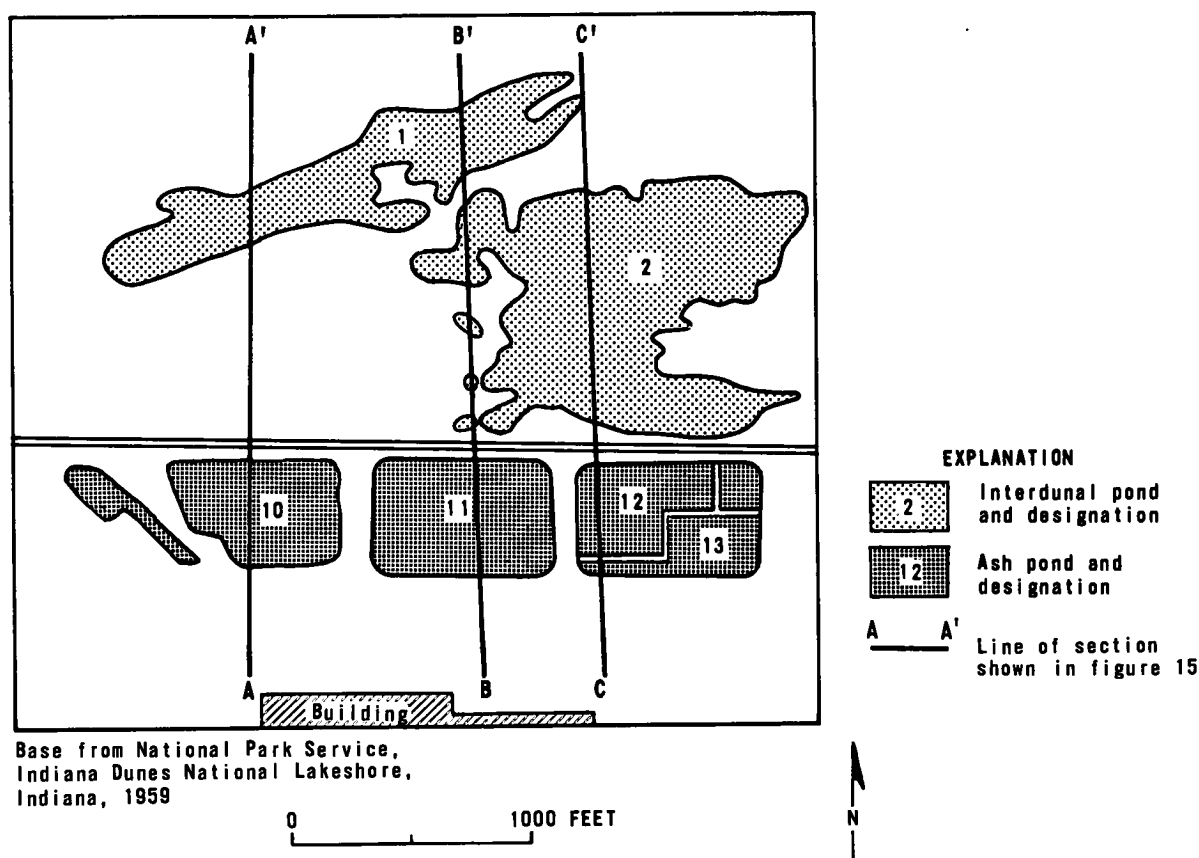 A' B' C'
1
2
10
11
12
13
A B C
Building
EXPLANATION
2 Interdunal pond
and designation
12 Ash pond and
designation
A A' Line of section
shown in figure 15
Base from National Park Service,
Indiana Dunes National Lakeshore,
Indiana, 1959
0 1000 FEET
N